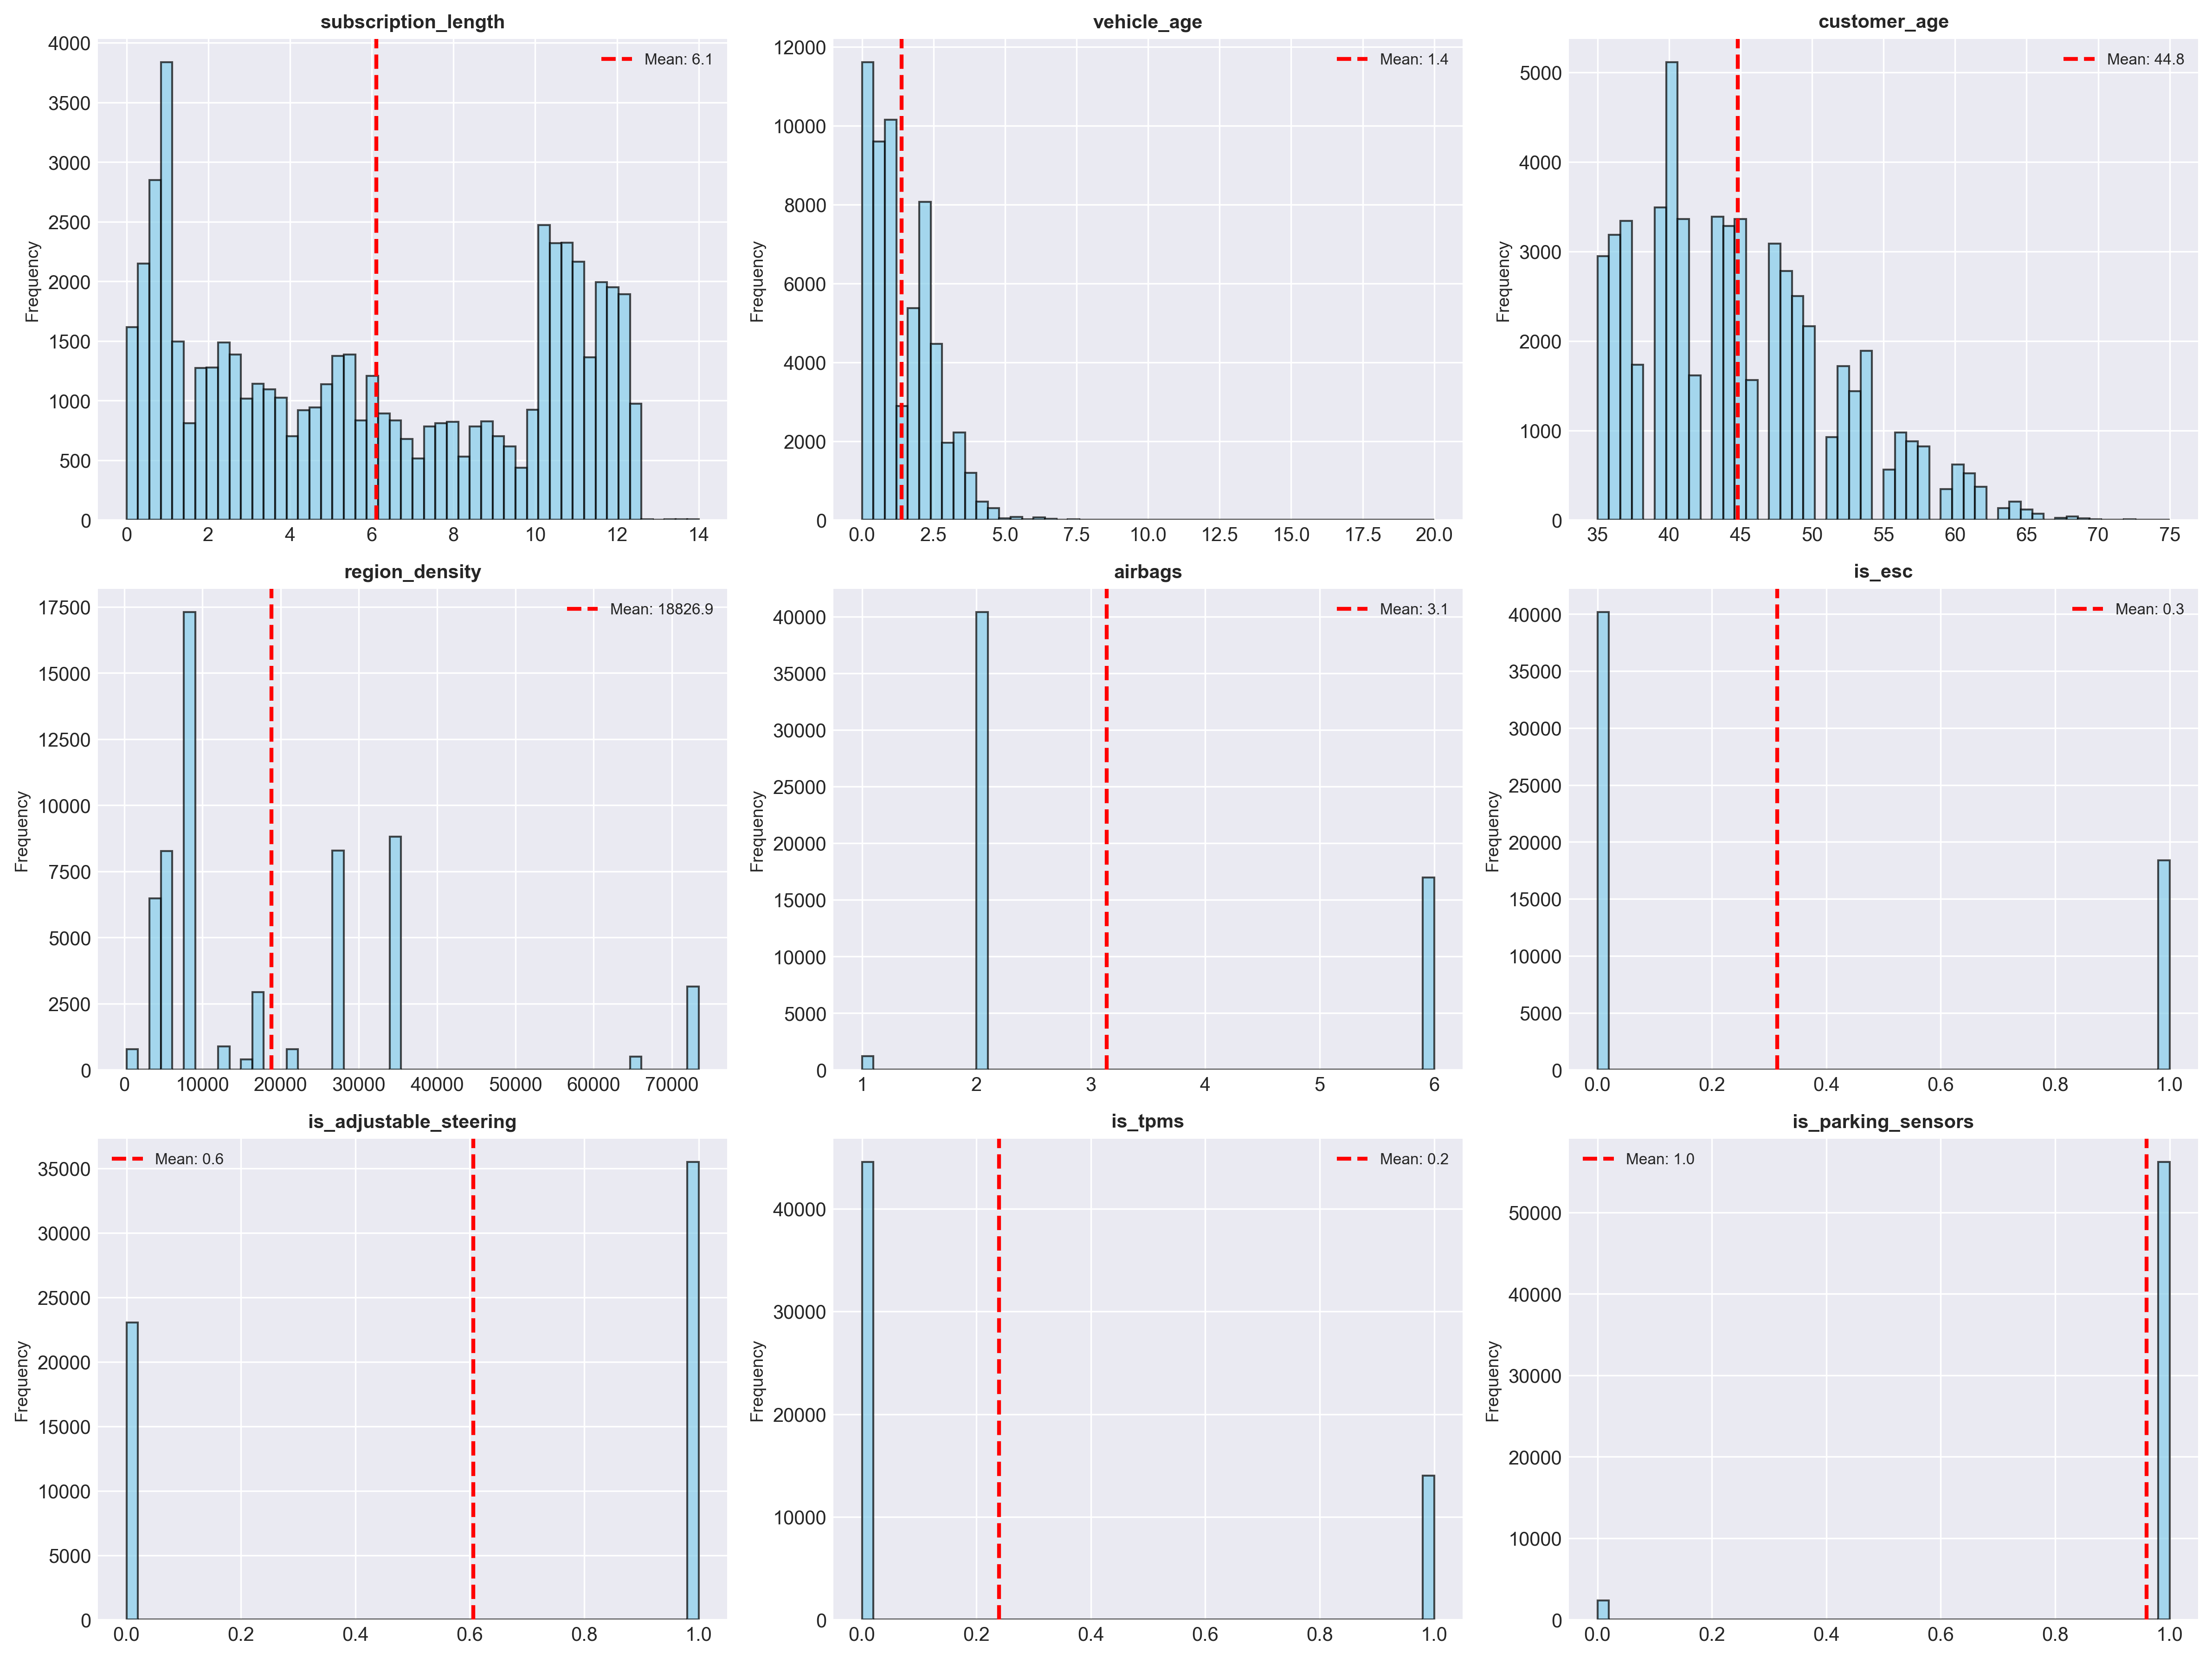 subscription_length
Mean: 6.1
Frequency
4000
3500
3000
2500
2000
1500
1000
500
0
0 2 4 6 8 10 12 14
vehicle_age
Mean: 1.4
Frequency
12000
10000
8000
6000
4000
2000
0
0.0 2.5 5.0 7.5 10.0 12.5 15.0 17.5 20.0
customer_age
Mean: 44.8
Frequency
5000
4000
3000
2000
1000
0
35 40 45 50 55 60 65 70 75
region_density
Mean: 18826.9
Frequency
17500
15000
12500
10000
7500
5000
2500
0
0 10000 20000 30000 40000 50000 60000 70000
airbags
Mean: 3.1
Frequency
40000
35000
30000
25000
20000
15000
10000
5000
0
1 2 3 4 5 6
is_esc
Mean: 0.3
Frequency
40000
35000
30000
25000
20000
15000
10000
5000
0
0.0 0.2 0.4 0.6 0.8 1.0
is_adjustable_steering
Mean: 0.6
Frequency
35000
30000
25000
20000
15000
10000
5000
0
0.0 0.2 0.4 0.6 0.8 1.0
is_tpms
Mean: 0.2
Frequency
40000
30000
20000
10000
0
0.0 0.2 0.4 0.6 0.8 1.0
is_parking_sensors
Mean: 1.0
Frequency
50000
40000
30000
20000
10000
0
0.0 0.2 0.4 0.6 0.8 1.0